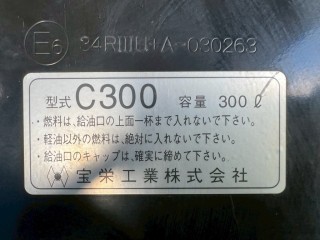 E6 34RIIIU1A-030263
型式 C300 容量 300ℓ
・燃料は、給油口の上面一杯まで入れないで下さい。
・軽油以外の燃料は、絶対に入れないで下さい。
・給油口のキャップは、確実に締めて下さい。
宝栄工業株式会社